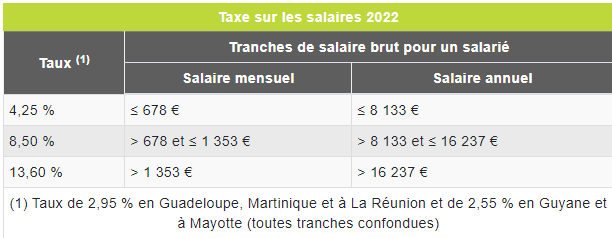 Taxe sur les salaires 2022
Taux (1)
Tranches de salaire brut pour un salarié
Salaire mensuel Salaire annuel
4,25 % ≤ 678 € ≤ 8 133 €
8,50 % > 678 et ≤ 1 353 € > 8 133 et ≤ 16 237 €
13,60 % > 1 353 € > 16 237 €
(1) Taux de 2,95 % en Guadeloupe, Martinique et à La Réunion et de 2,55 % en Guyane et
à Mayotte (toutes tranches confondues)